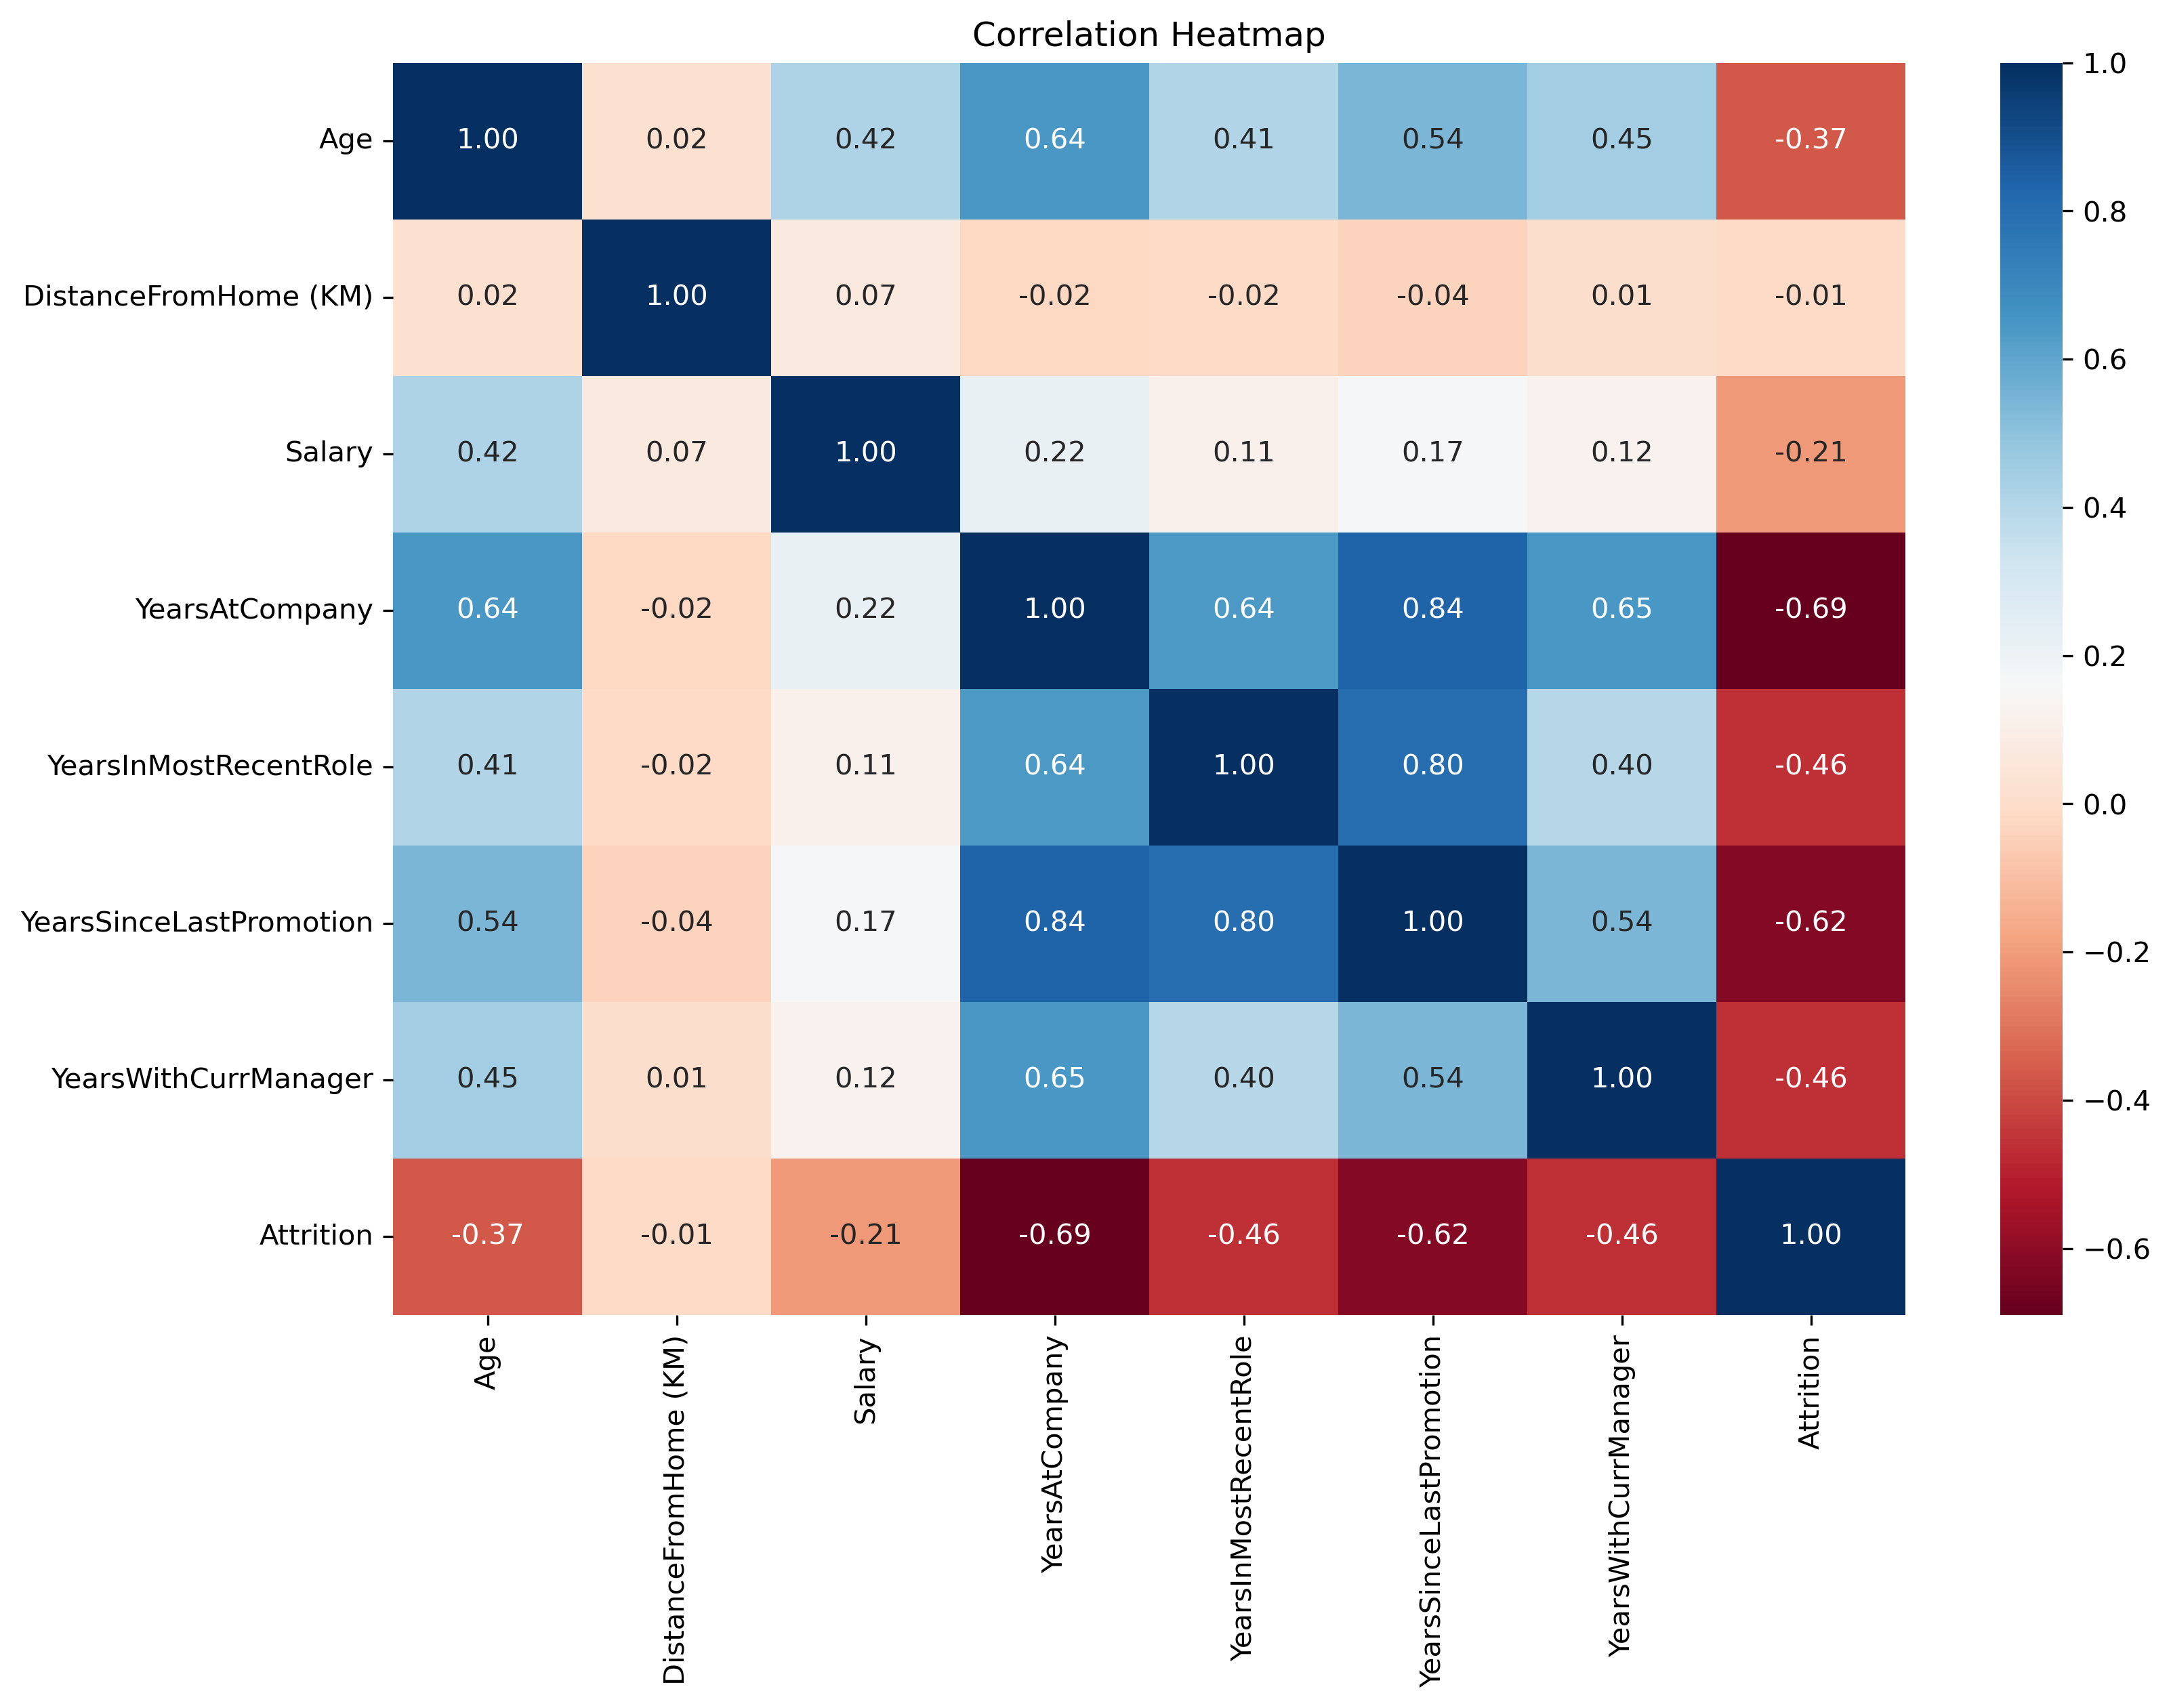 Correlation Heatmap
Age 1.00 0.02 0.42 0.64 0.41 0.54 0.45 -0.37
DistanceFromHome (KM) 0.02 1.00 0.07 -0.02 -0.02 -0.04 0.01 -0.01
Salary 0.42 0.07 1.00 0.22 0.11 0.17 0.12 -0.21
YearsAtCompany 0.64 -0.02 0.22 1.00 0.64 0.84 0.65 -0.69
YearsInMostRecentRole 0.41 -0.02 0.11 0.64 1.00 0.80 0.40 -0.46
YearsSinceLastPromotion 0.54 -0.04 0.17 0.84 0.80 1.00 0.54 -0.62
YearsWithCurrManager 0.45 0.01 0.12 0.65 0.40 0.54 1.00 -0.46
Attrition -0.37 -0.01 -0.21 -0.69 -0.46 -0.62 -0.46 1.00
Age
DistanceFromHome (KM)
Salary
YearsAtCompany
YearsInMostRecentRole
YearsSinceLastPromotion
YearsWithCurrManager
Attrition
1.0
0.8
0.6
0.4
0.2
0.0
−0.2
−0.4
−0.6